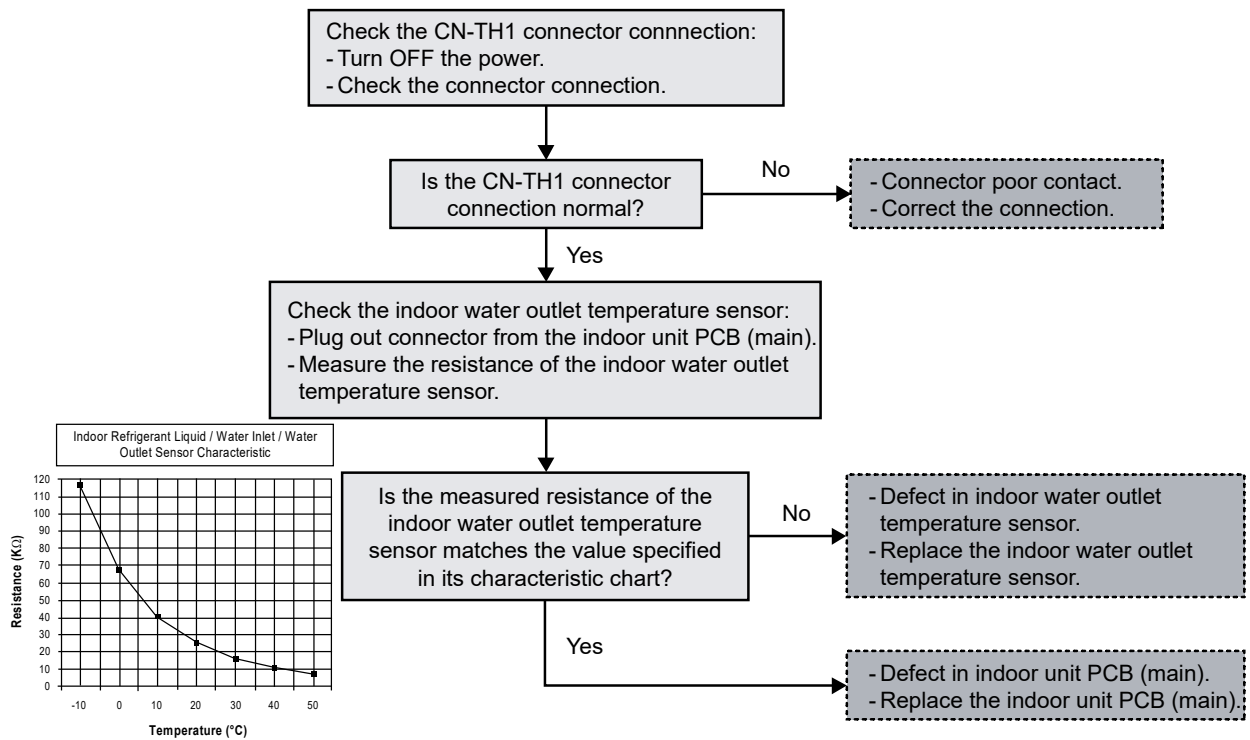 Check the CN-TH1 connector connnection:
- Turn OFF the power.
- Check the connector connection.
Is the CN-TH1 connector
connection normal?
No
- Connector poor contact.
- Correct the connection.
Yes
Check the indoor water outlet temperature sensor:
- Plug out connector from the indoor unit PCB (main).
- Measure the resistance of the indoor water outlet
temperature sensor.
Indoor Refrigerant Liquid / Water Inlet / Water
Outlet Sensor Characteristic
120
110
100
90
80
70
60
50
40
30
20
10
0
Resistance (KΩ)
-10 0 10 20 30 40 50
Temperature (°C)
Is the measured resistance of the
indoor water outlet temperature
sensor matches the value specified
in its characteristic chart?
No
- Defect in indoor water outlet
temperature sensor.
- Replace the indoor water outlet
temperature sensor.
Yes
- Defect in indoor unit PCB (main).
- Replace the indoor unit PCB (main).